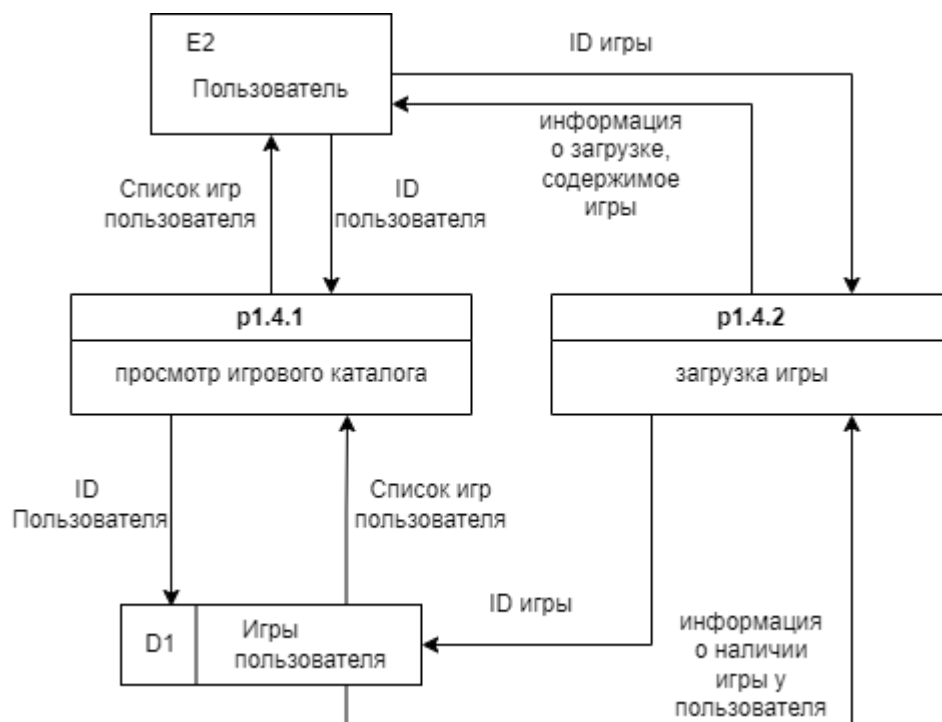 E2
Пользователь
ID игры
информация
о загрузке,
содержимое
игры
Список игр
пользователя
ID
пользователя
p1.4.1
просмотр игрового каталога
p1.4.2
загрузка игры
ID
Пользователя
Список игр
пользователя
ID игры
D1
Игры
пользователя
информация
о наличии
игры у
пользователя